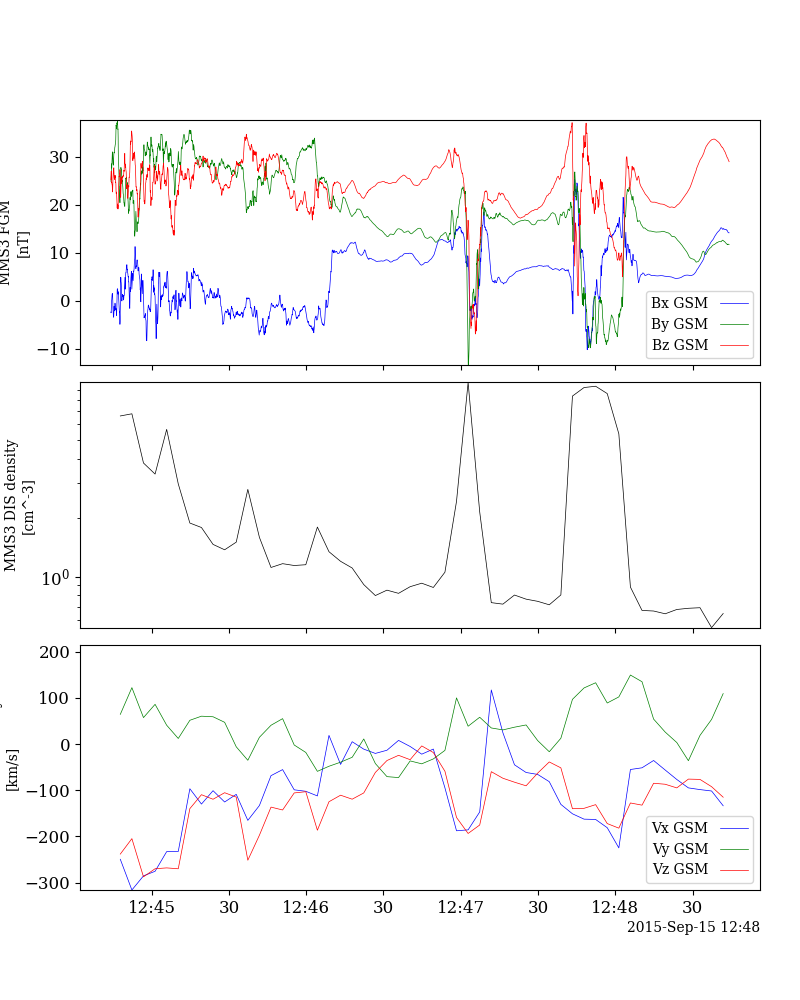 MMS3 FGM
[nT]
30
20
10
0
−10
Bx GSM
By GSM
Bz GSM
MMS3 DIS density
[cm^-3]
10^0
[km/s]
200
100
0
−100
−200
−300
Vx GSM
Vy GSM
Vz GSM
12:45 30 12:46 30 12:47 30 12:48 30
2015-Sep-15 12:48